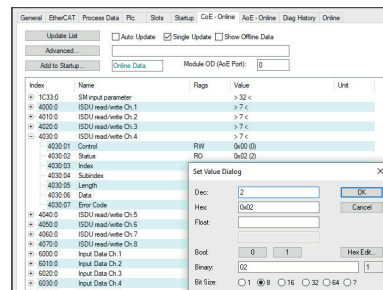 General EtherCAT Process Data Plc Slots Startup CoE - Online AoE - Online Diag History Online
Update List Auto Update Single Update Show Offline Data
Advanced...
Add to Startup... Online Data Module OD (AoE Port): 0
Index Name Flags Value Unit
1C33:0 SM input parameter > 32 <
4000:0 ISDU read/write Ch.1 > 7 <
4010:0 ISDU read/write Ch.2 > 7 <
4020:0 ISDU read/write Ch.3 > 7 <
4030:0 ISDU read/write Ch.4 > 7 <
4030:01 Control RW 0x00 (0)
4030:02 Status RO 0x02 (2)
4030:03 Index
4030:04 Subindex
4030:05 Length
4030:06 Data
4030:07 Error Code
4040:0 ISDU read/write Ch.5
4050:0 ISDU read/write Ch.6
4060:0 ISDU read/write Ch.7
4070:0 ISDU read/write Ch.8
6000:0 Input Data Ch.1
6010:0 Input Data Ch.2
6020:0 Input Data Ch.3
6030:0 Input Data Ch.4
Set Value Dialog
Dec: 2 OK
Hex: 0x02 Cancel
Float:
Bool: 0 1 Hex Edit...
Binary: 02 1
Bit Size: 1 8 16 32 64 ?